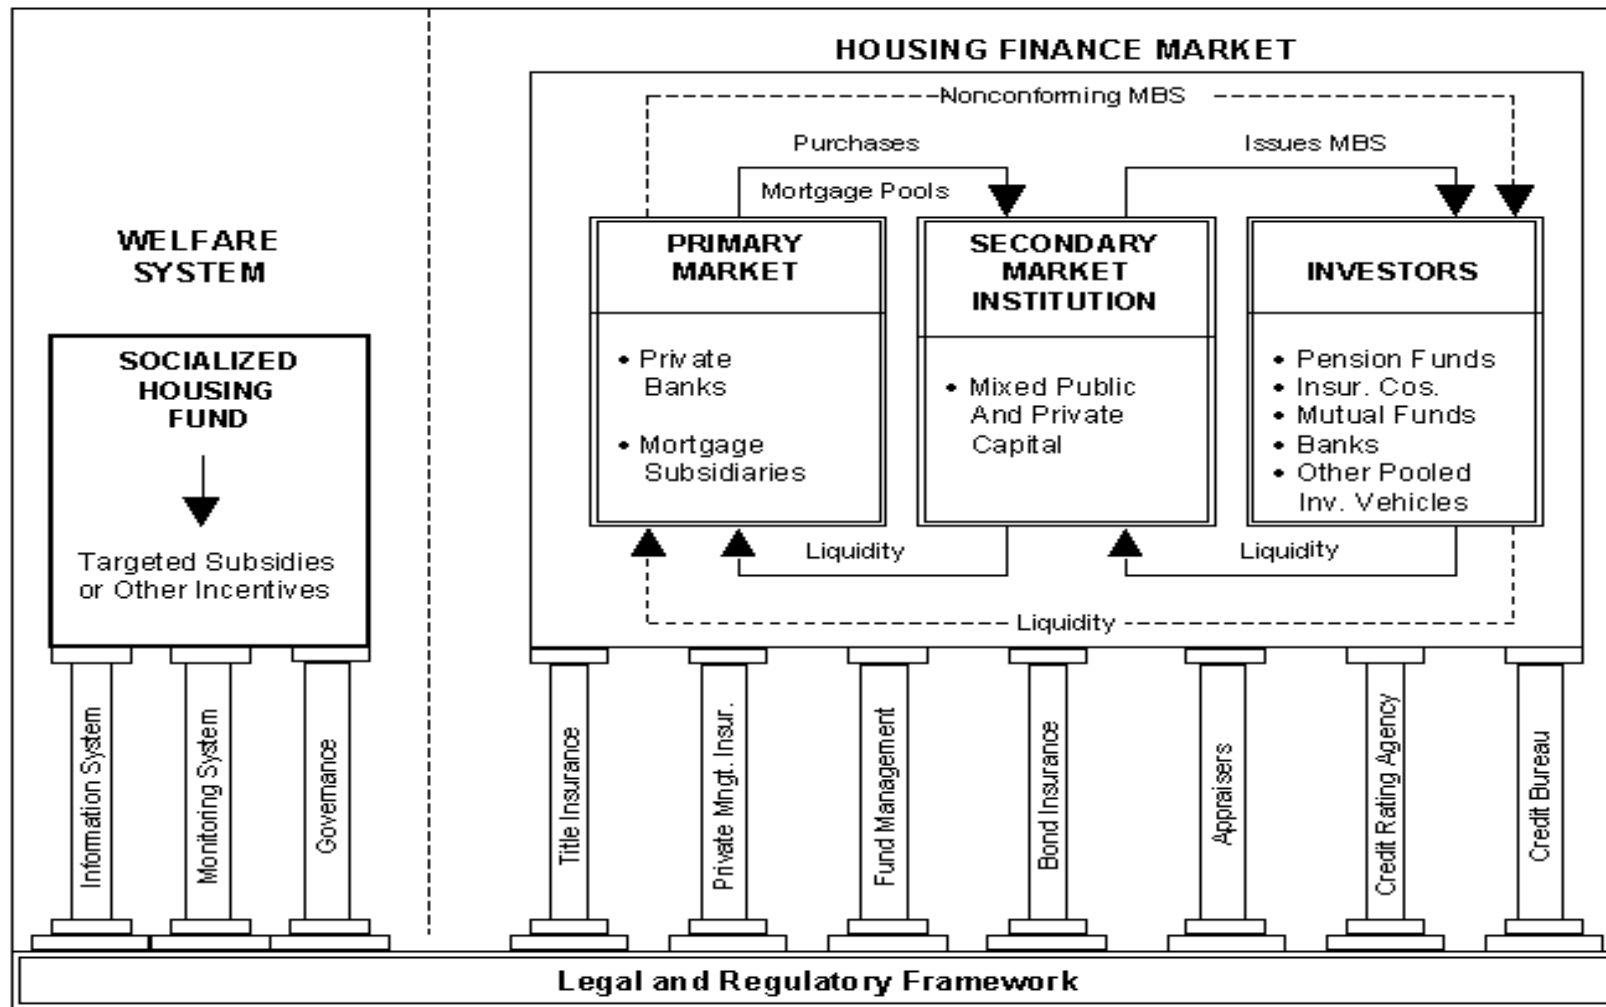 HOUSING FINANCE MARKET
Nonconforming MBS
Purchases
Issues MBS
Mortgage Pools
WELFARE
SYSTEM
SOCIALIZED
HOUSING
FUND
Targeted Subsidies
or Other Incentives
PRIMARY
MARKET
• Private
Banks
• Mortgage
Subsidiaries
SECONDARY
MARKET
INSTITUTION
• Mixed Public
And Private
Capital
INVESTORS
• Pension Funds
• Insur. Cos.
• Mutual Funds
• Banks
• Other Pooled
Inv. Vehicles
Liquidity
Liquidity
Liquidity
Information System
Monitoring System
Governance
Title Insurance
Private Mngt. Insur.
Fund Management
Bond Insurance
Appraisers
Credit Rating Agency
Credit Bureau
Legal and Regulatory Framework